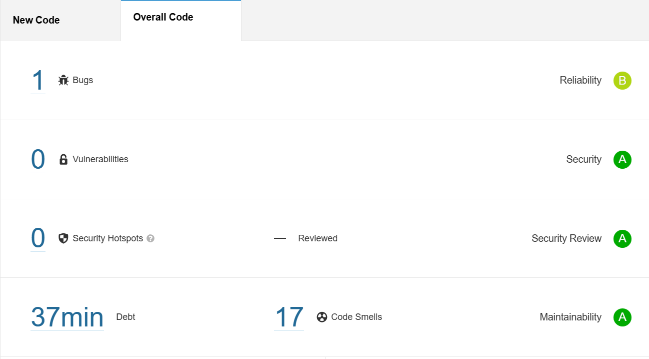 New Code Overall Code
1 Bugs Reliability B
0 Vulnerabilities Security A
0 Security Hotspots ? — Reviewed Security Review A
37min Debt 17 Code Smells Maintainability A